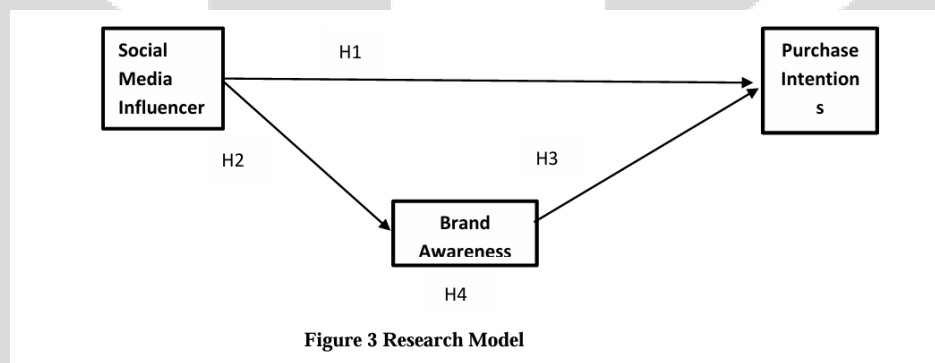 Social
Media
Influencer
H1
Purchase
Intention
s
H2
H3
Brand
Awareness
H4
Figure 3 Research Model